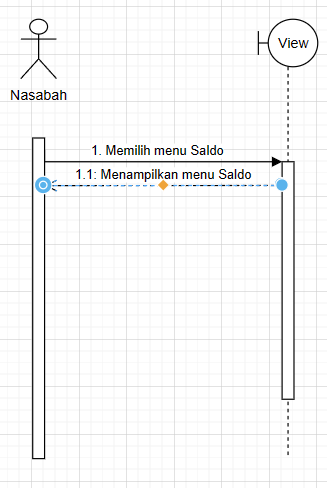 View
Nasabah
1. Memilih menu Saldo
1.1: Menampilkan menu Saldo